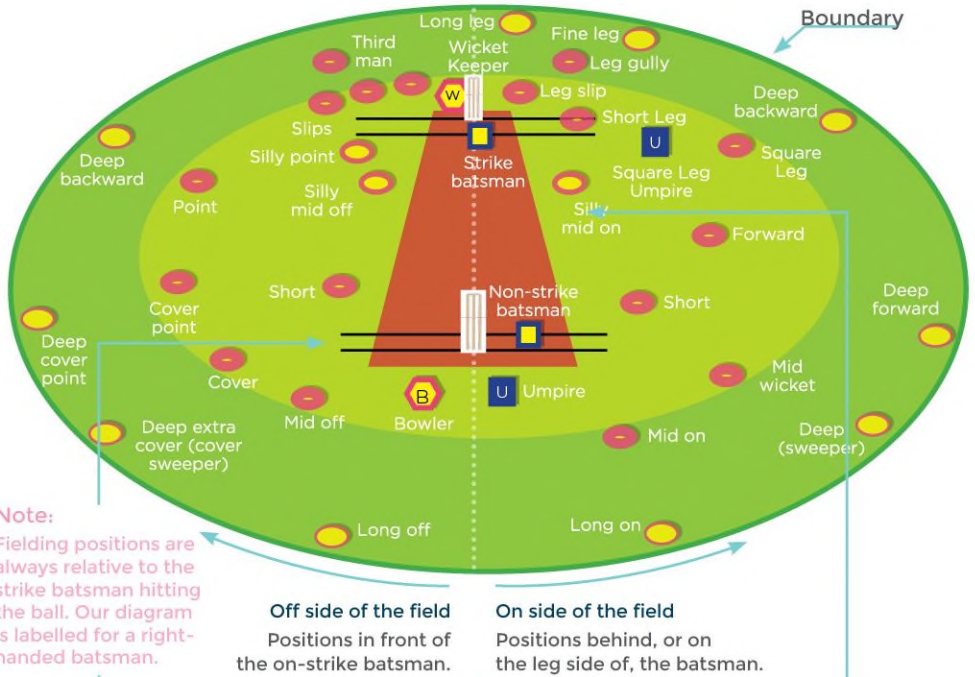 Boundary
Long leg
Fine leg
Third
man
Wicket
Keeper
Leg gully
W
Leg slip
Deep
backward
Slips
Short Leg
U
Silly point
Strike
batsman
Square Leg
Umpire
Square
Leg
Deep
backward
Point
Silly
mid off
Silly
mid on
Forward
Short
Non-strike
batsman
Short
Cover
point
Deep
forward
Deep
cover
point
Cover
Mid
wicket
Mid off
B
Bowler
U
Umpire
Mid on
Deep
(sweeper)
Deep extra
cover (cover
sweeper)
Long off
Long on
Note:
Fielding positions are
always relative to the
strike batsman hitting
the ball. Our diagram
is labelled for a right-
handed batsman.
Off side of the field
Positions in front of
the on-strike batsman.
On side of the field
Positions behind, or on
the leg side of, the batsman.